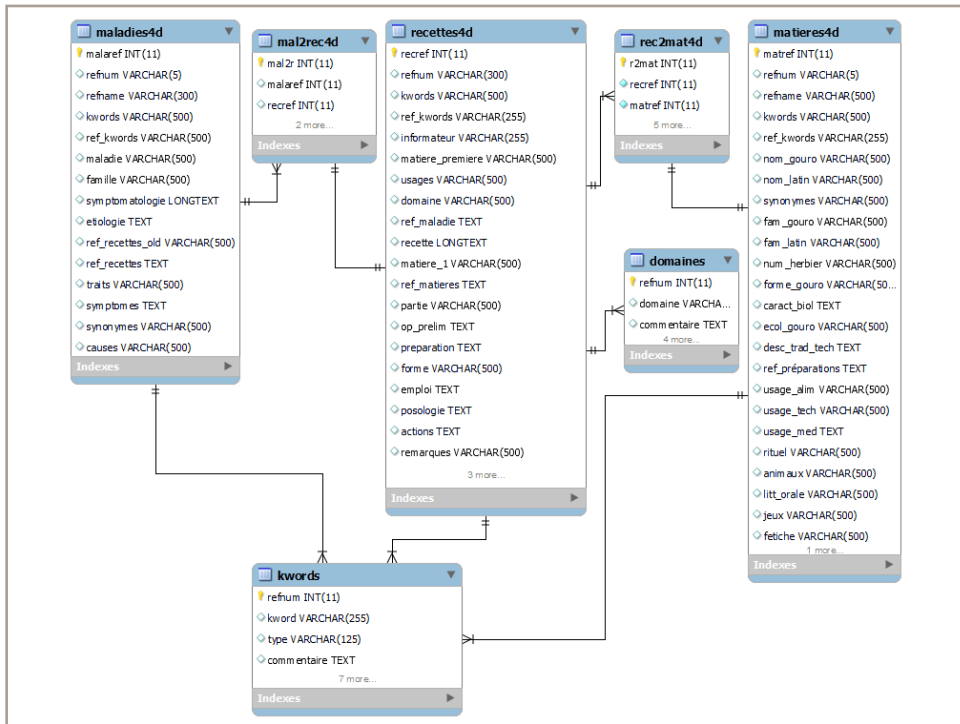 maladies4d
malaref INT(11)
refnum VARCHAR(5)
refname VARCHAR(300)
kwords VARCHAR(500)
ref_kwords VARCHAR(500)
maladie VARCHAR(500)
famille VARCHAR(500)
symptomatologie LONGTEXT
etiologie TEXT
ref_recettes_old VARCHAR(500)
ref_recettes TEXT
traits VARCHAR(500)
symptomes TEXT
synonymes VARCHAR(500)
causes VARCHAR(500)
Indexes
mal2rec4d
mal2r INT(11)
malaref INT(11)
recref INT(11)
2 more...
Indexes
recettes4d
recref INT(11)
refnum VARCHAR(300)
kwords VARCHAR(500)
ref_kwords VARCHAR(255)
informateur VARCHAR(255)
matiere_premiere VARCHAR(500)
usages VARCHAR(500)
domaine VARCHAR(500)
ref_maladie TEXT
recette LONGTEXT
matiere_1 VARCHAR(500)
ref_matieres TEXT
partie VARCHAR(500)
op_prelim TEXT
preparation TEXT
forme VARCHAR(500)
emploi TEXT
posologie TEXT
actions TEXT
remarques VARCHAR(500)
3 more...
Indexes
rec2mat4d
r2mat INT(11)
recref INT(11)
matref INT(11)
5 more...
Indexes
domaines
refnum INT(11)
domaine VARCHA...
commentaire TEXT
4 more...
Indexes
matieres4d
matref INT(11)
refnum VARCHAR(5)
refname VARCHAR(500)
kwords VARCHAR(500)
ref_kwords VARCHAR(255)
nom_gouro VARCHAR(500)
nom_latin VARCHAR(500)
synonymes VARCHAR(500)
fam_gouro VARCHAR(500)
fam_latin VARCHAR(500)
num_herbier VARCHAR(500)
forme_gouro VARCHAR(50...
caract_biol TEXT
ecol_gouro VARCHAR(500)
desc_trad_tech TEXT
ref_préparations TEXT
usage_alim VARCHAR(500)
usage_tech VARCHAR(500)
usage_med TEXT
rituel VARCHAR(500)
animaux VARCHAR(500)
litt_orale VARCHAR(500)
jeux VARCHAR(500)
fetiche VARCHAR(500)
1 more...
Indexes
kwords
refnum INT(11)
kword VARCHAR(255)
type VARCHAR(125)
commentaire TEXT
7 more...
Indexes